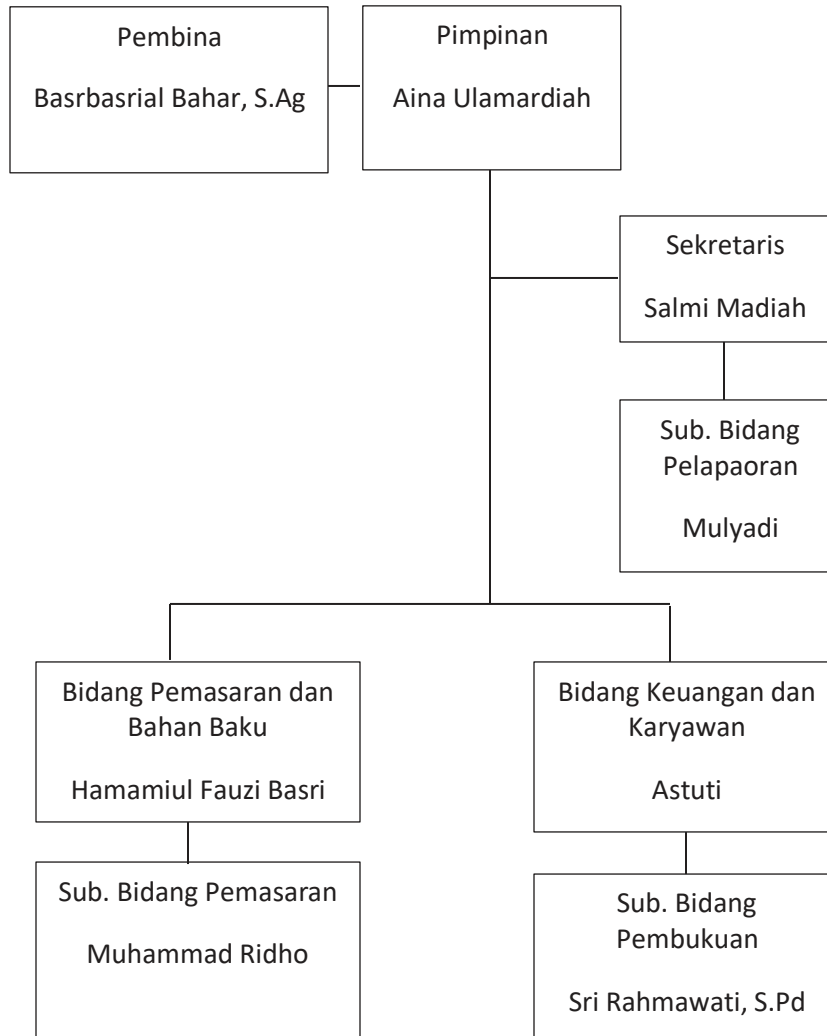 Pembina
Basrbasrial Bahar, S.Ag
Pimpinan
Aina Ulamardiah
Sekretaris
Salmi Madiah
Sub. Bidang
Pelapaoran
Mulyadi
Bidang Pemasaran dan
Bahan Baku
Hamamiul Fauzi Basri
Bidang Keuangan dan
Karyawan
Astuti
Sub. Bidang Pemasaran
Muhammad Ridho
Sub. Bidang
Pembukuan
Sri Rahmawati, S.Pd